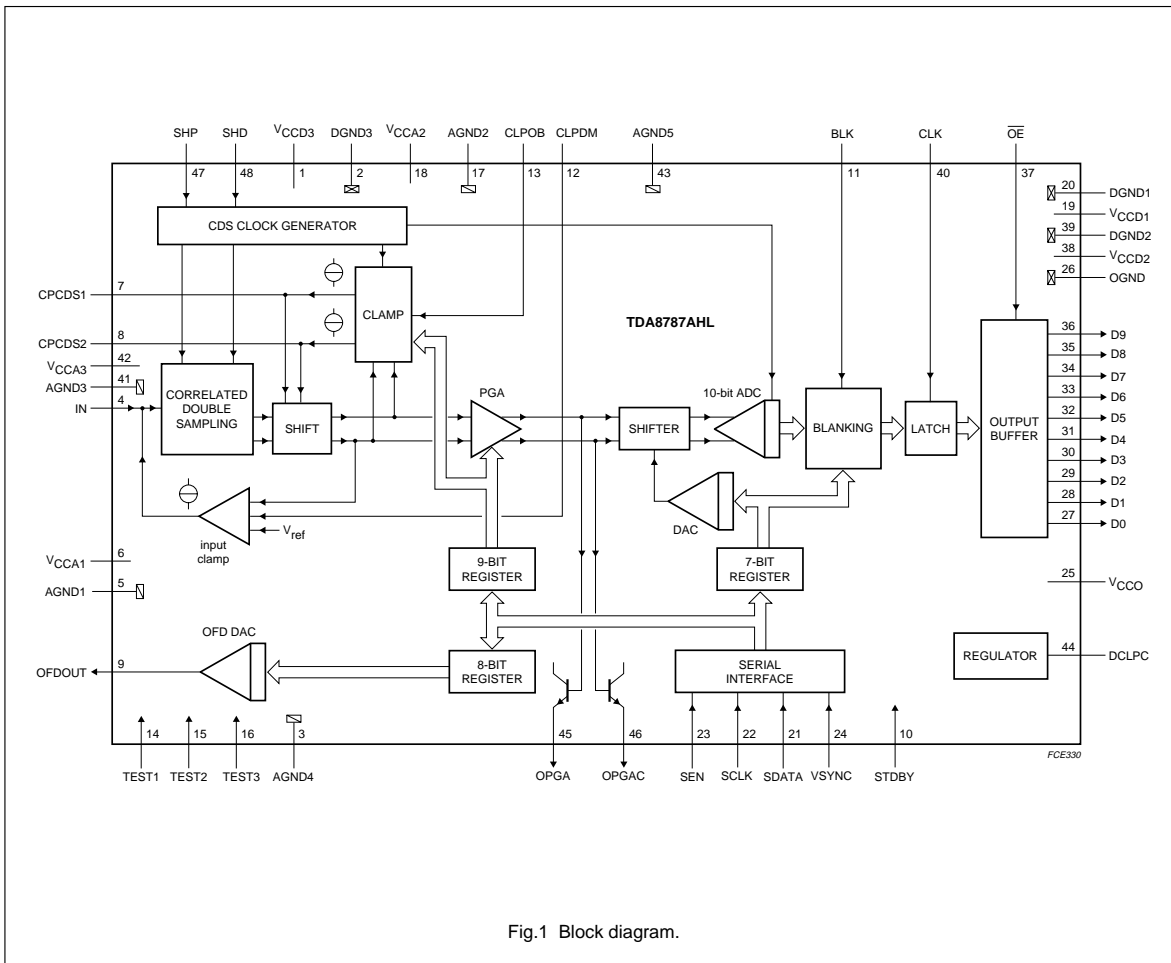 SHP SHD VCCD3 DGND3 VCCA2 AGND2 CLPOB CLPDM AGND5 BLK CLK OE
47 48 1 2 18 17 13 12 43 11 40 37
20 DGND1
19 VCCD1
39 DGND2
38 VCCD2
26 OGND
CDS CLOCK GENERATOR
CPCDS1 7
CLAMP
TDA8787AHL
CPCDS2 8
VCCA3 42
AGND3 41
IN 4
CORRELATED
DOUBLE
SAMPLING
SHIFT
PGA
SHIFTER
10-bit ADC
BLANKING
LATCH
OUTPUT
BUFFER
36 D9
35 D8
34 D7
33 D6
32 D5
31 D4
30 D3
29 D2
28 D1
27 D0
DAC
Vref
input
clamp
VCCA1 6
AGND1 5
9-BIT
REGISTER
7-BIT
REGISTER
25 VCCO
OFD DAC
OFDOUT 9
8-BIT
REGISTER
SERIAL
INTERFACE
REGULATOR
44 DCLPC
14 15 16 3 45 46 23 22 21 24 10
FCE330
TEST1 TEST2 TEST3 AGND4 OPGA OPGAC SEN SCLK SDATA VSYNC STDBY
Fig.1 Block diagram.